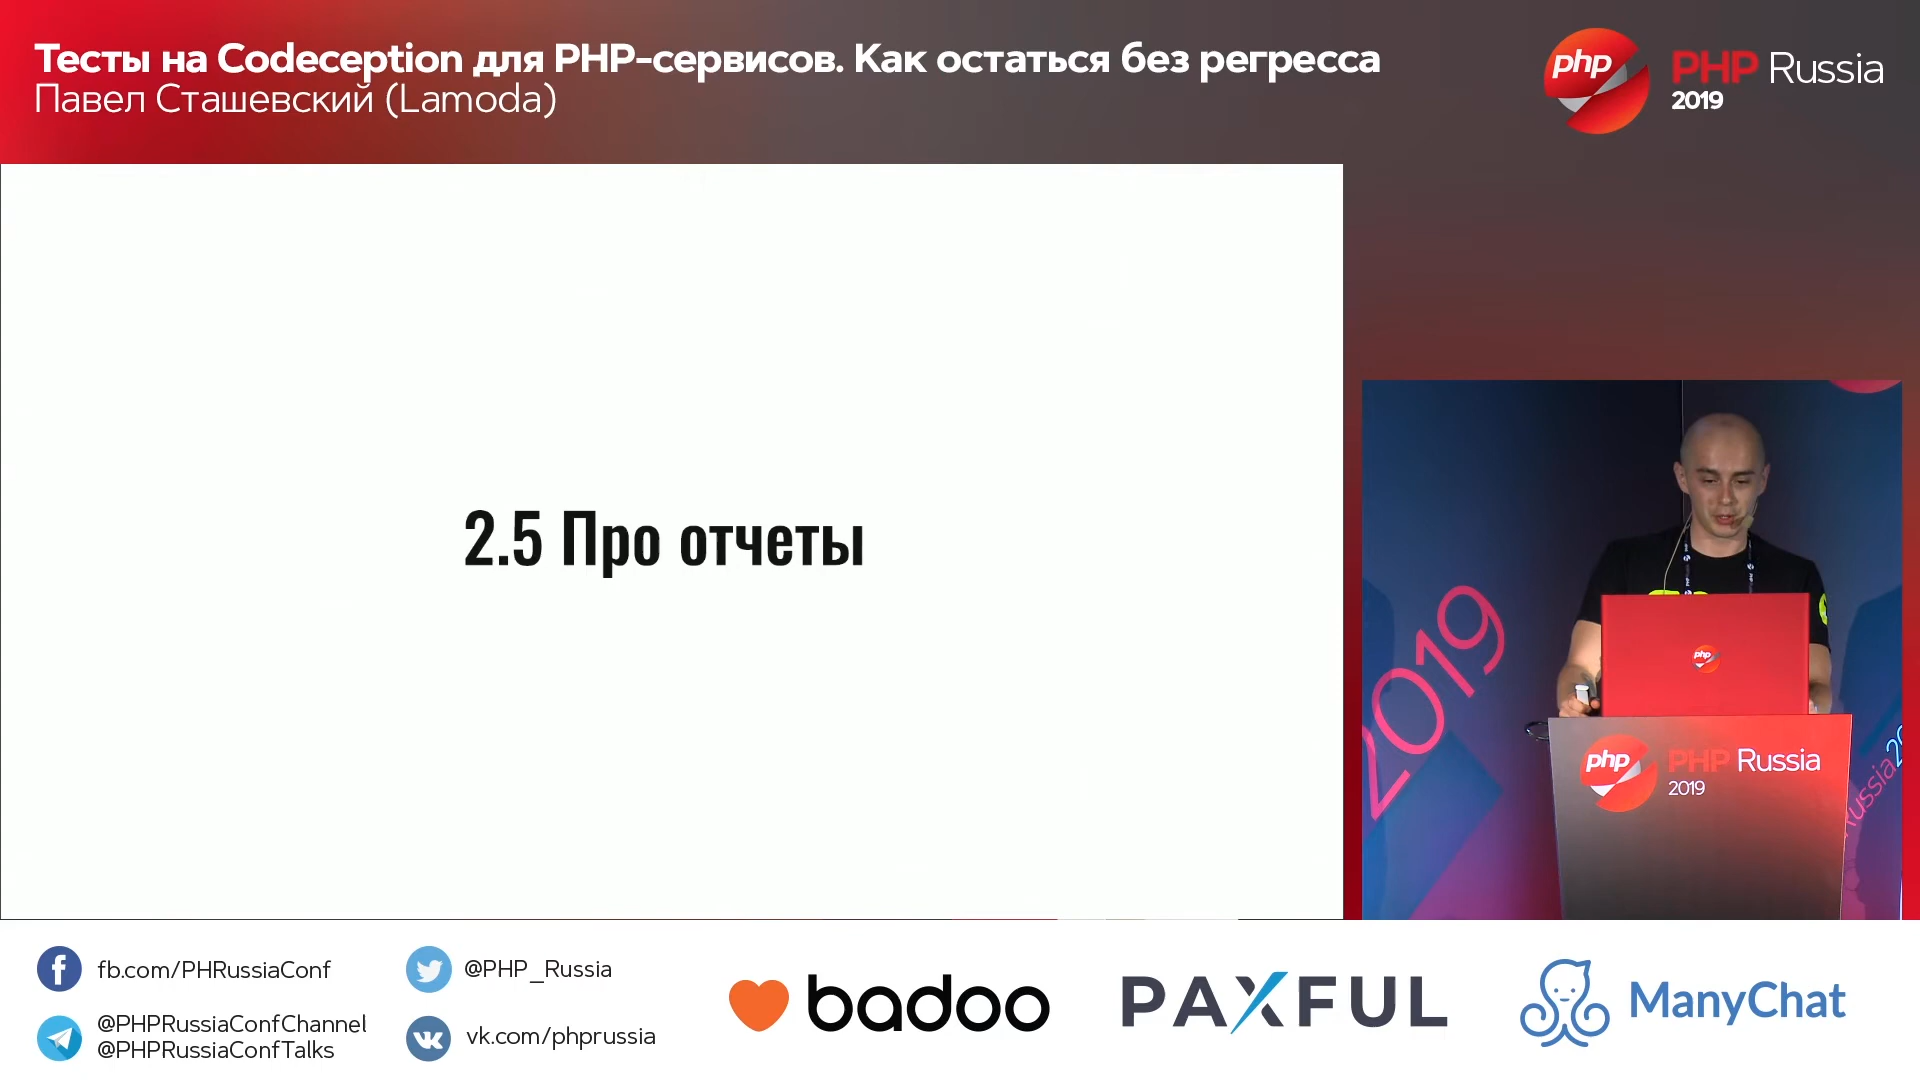 Тесты на Codeception для PHP-сервисов. Как остаться без регресса
Павел Сташевский (Lamoda)
php
PHP Russia
2019
2.5 Про отчеты
2019
php
php
PHP Russia
2019
Russia
fb.com/PHRussiaConf
@PHPRussiaConfChannel
@PHPRussiaConfTalks
@PHP_Russia
vk.com/phprussia
badoo
PAXFUL
ManyChat